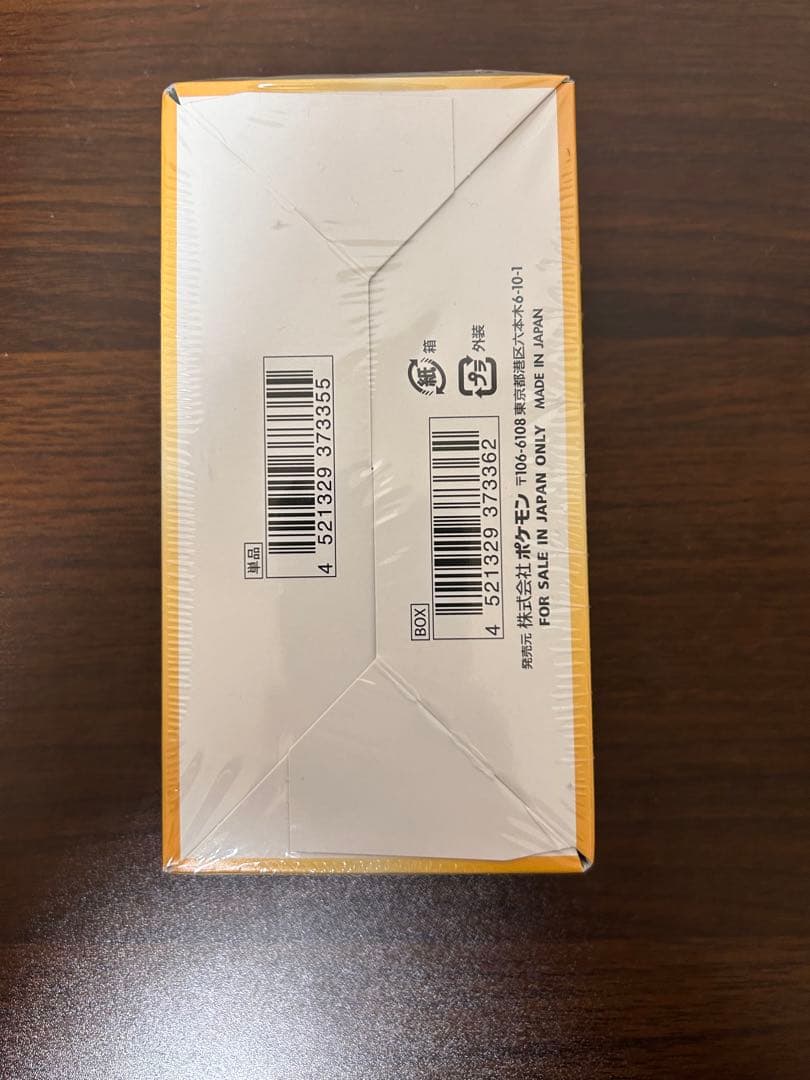 単品
4 521329 373355
BOX
4 521329 373362
紙 箱
プラ 外装
発売元 株式会社 ポケモン 〒106-6108 東京都港区六本木6-10-1
FOR SALE IN JAPAN ONLY MADE IN JAPAN